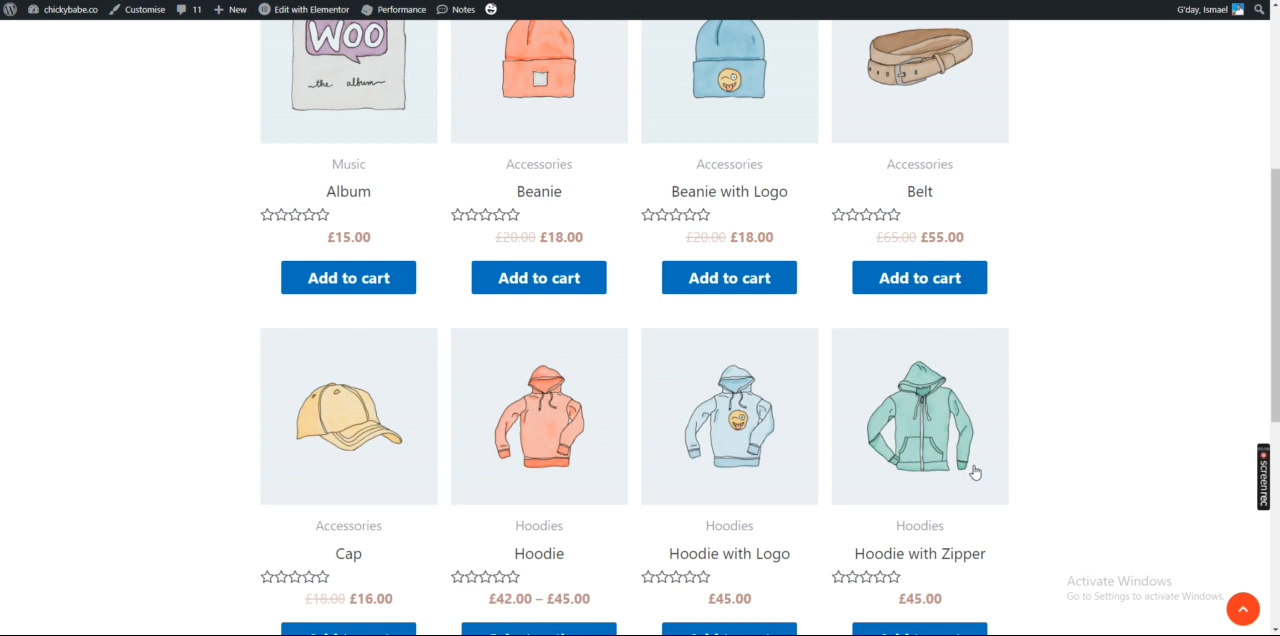 chickybabe.co Customise 11 New Edit with Elementor Performance Notes G'day, Ismael
WOO
the album
Music Accessories Accessories Accessories
Album Beanie Beanie with Logo Belt
£15.00 £20.00 £18.00 £20.00 £18.00 £65.00 £55.00
Add to cart Add to cart Add to cart Add to cart
Accessories Hoodies Hoodies Hoodies
Cap Hoodie Hoodie with Logo Hoodie with Zipper
£18.00 £16.00 £42.00 – £45.00 £45.00 £45.00
screenrec
Activate Windows
Go to Settings to activate Windows.